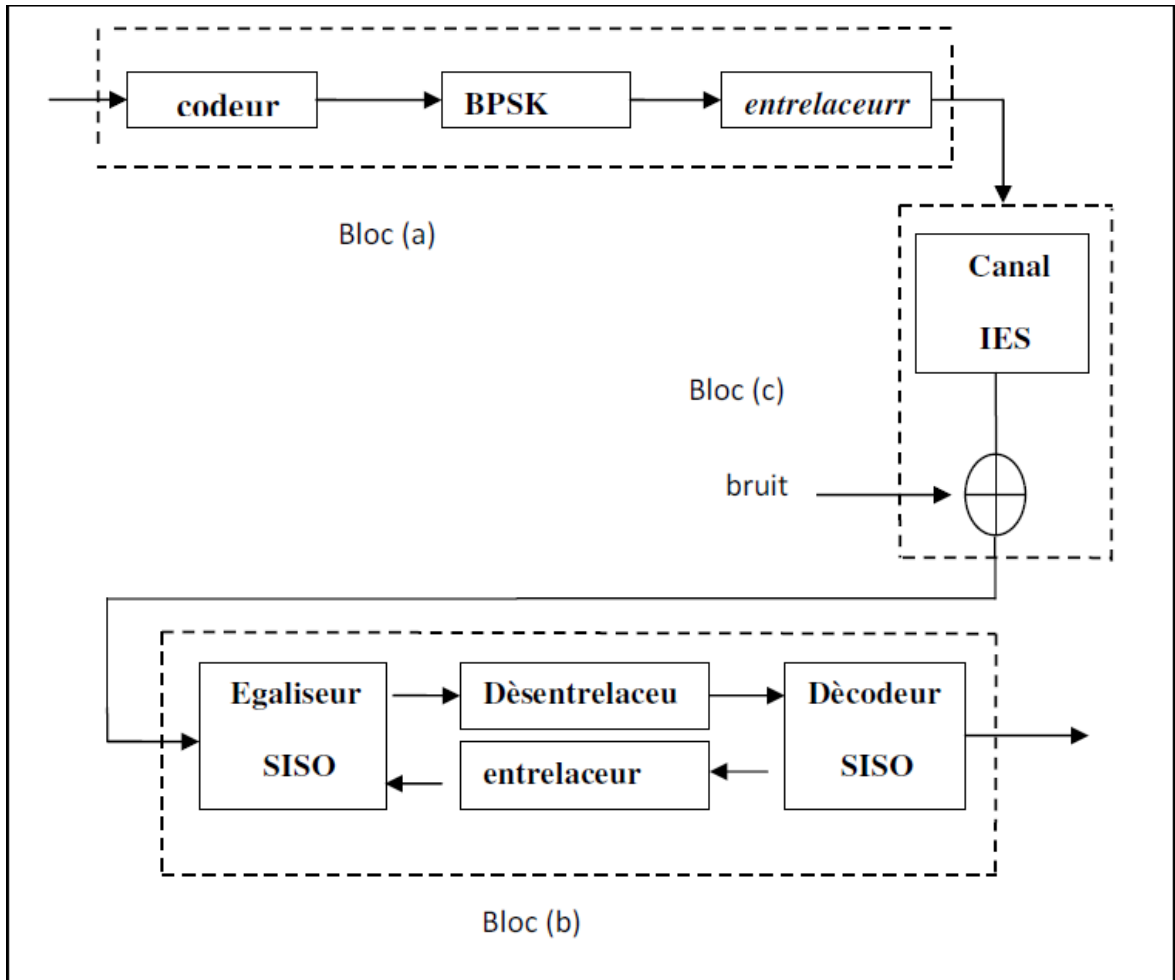 codeur
BPSK
entrelaceurr
Bloc (a)
Canal
IES
Bloc (c)
bruit
Egaliseur
SISO
Dèsentrelaceu
entrelaceur
Dècodeur
SISO
Bloc (b)